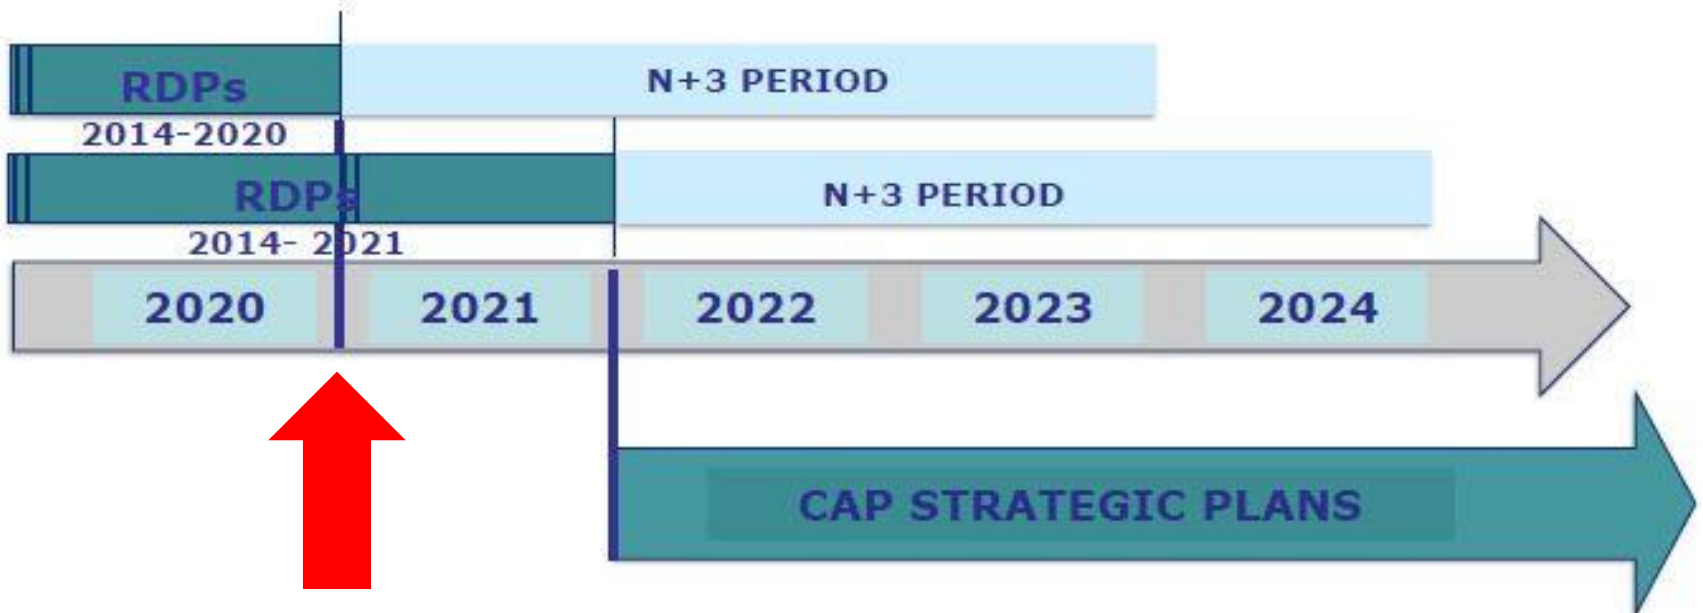 RDPs
N+3 PERIOD
2014-2020
RDPs
N+3 PERIOD
2014- 2021
2020 2021 2022 2023 2024
CAP STRATEGIC PLANS